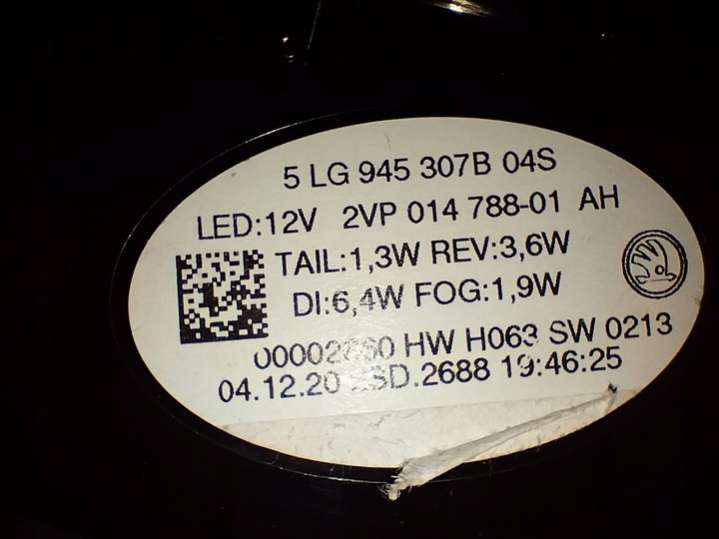 5 LG 945 307B 04S
LED:12V 2VP 014 788-01 AH
TAIL:1,3W REV:3,6W
DI:6,4W FOG:1,9W
HW H063 SW 0213
04.12.20 19:46:25